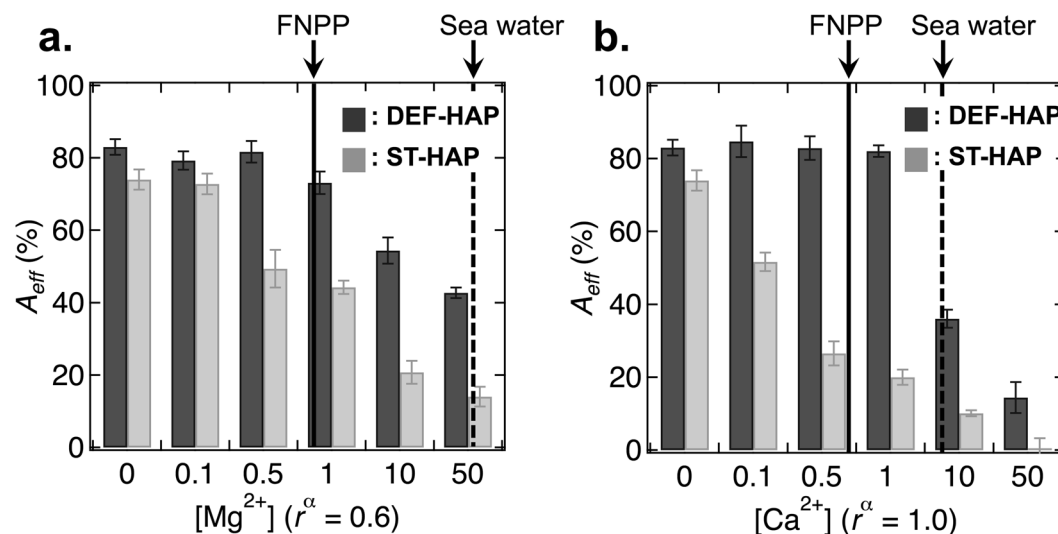 a.
FNPP
Sea water
100
80
60
40
20
0
A_eff (%)
: DEF-HAP
: ST-HAP
0 0.1 0.5 1 10 50
[Mg²⁺] (r^α = 0.6)
b.
FNPP
Sea water
100
80
60
40
20
0
A_eff (%)
: DEF-HAP
: ST-HAP
0 0.1 0.5 1 10 50
[Ca²⁺] (r^α = 1.0)